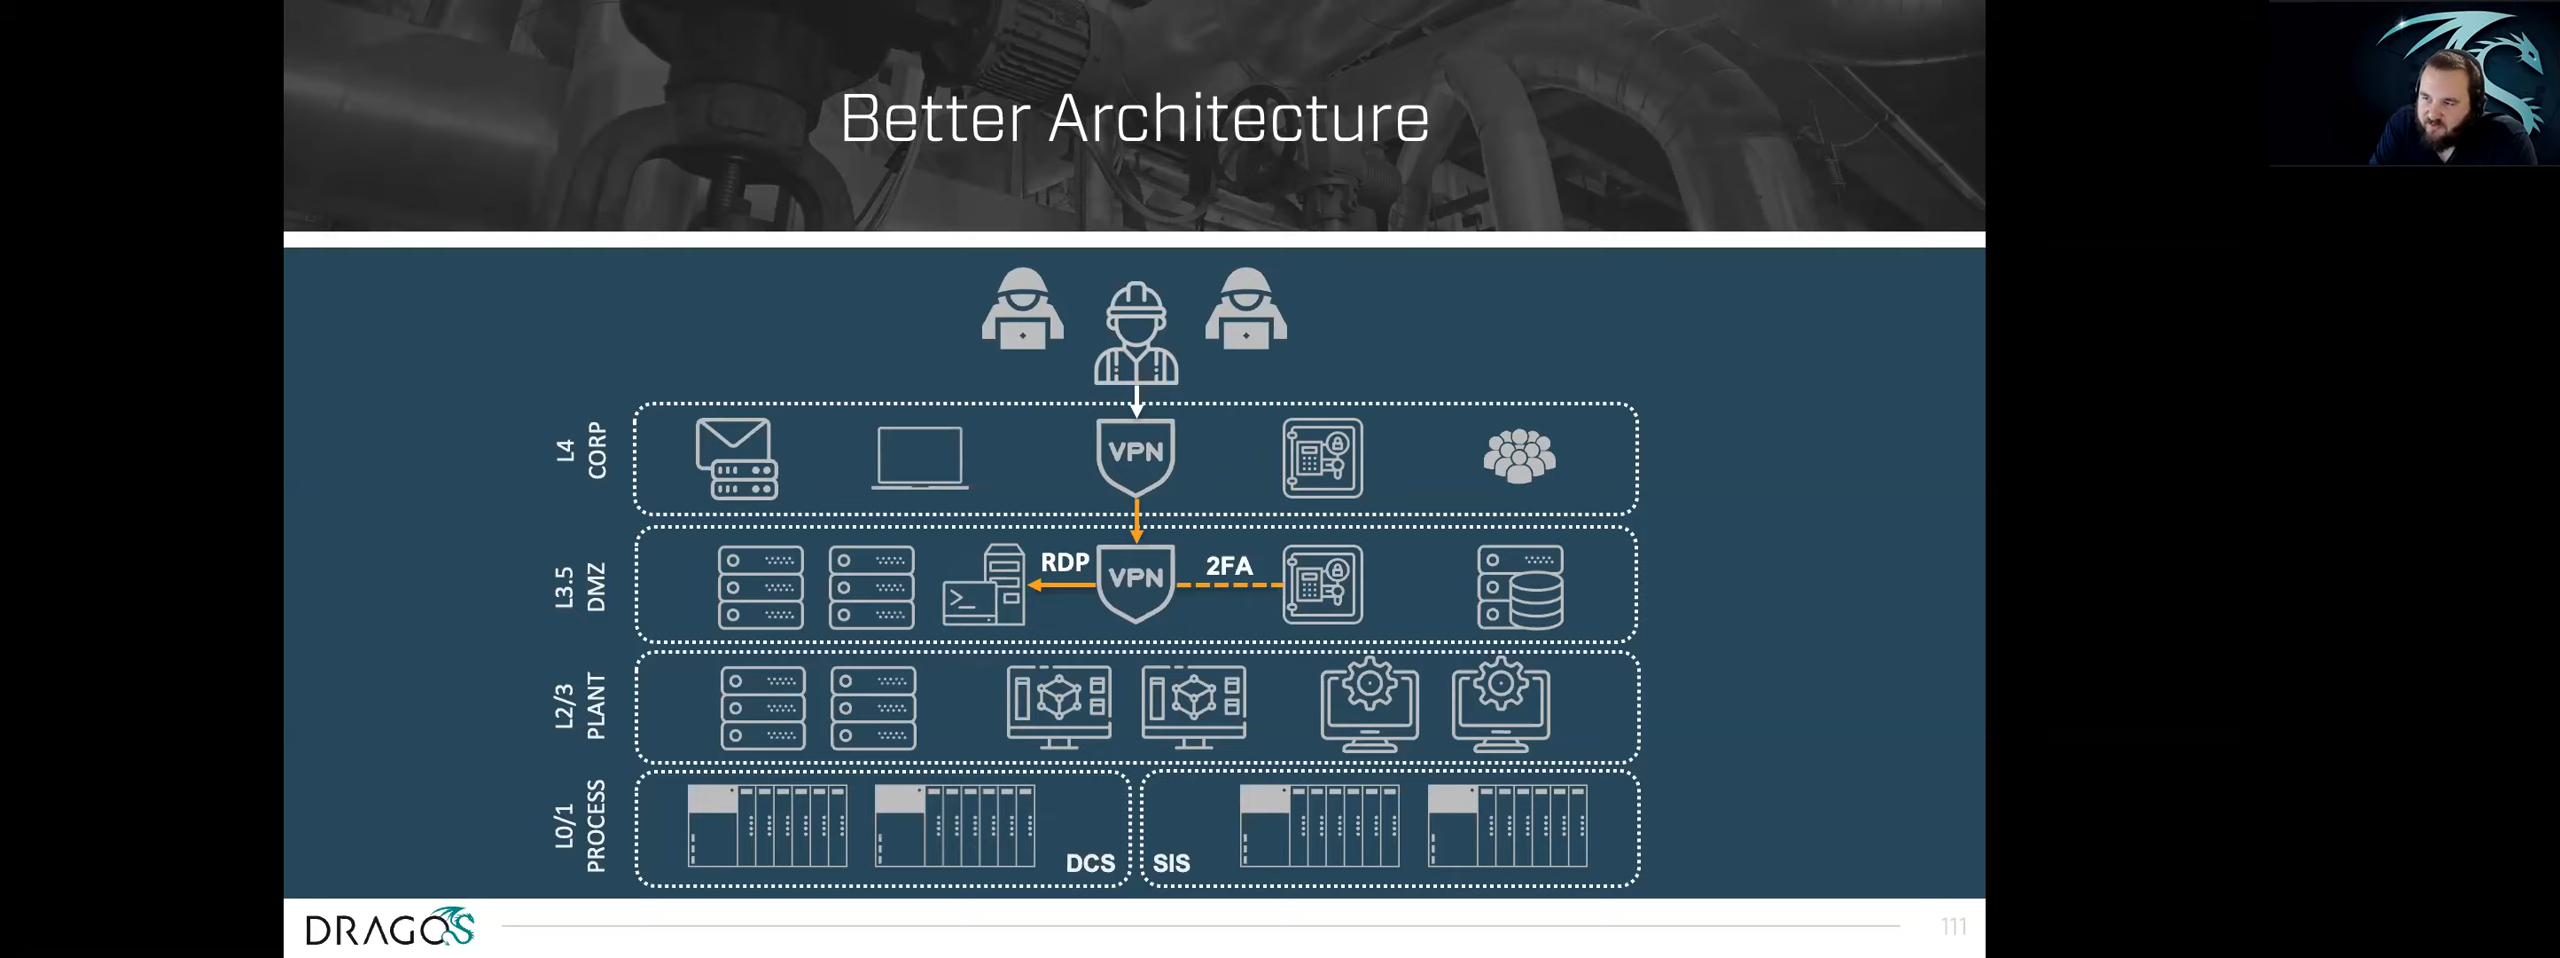 Better Architecture
L4
CORP
VPN
L3.5
DMZ
RDP
VPN
2FA
>_
L2/3
PLANT
L0/1
PROCESS
DCS
SIS
DRAGOS
111